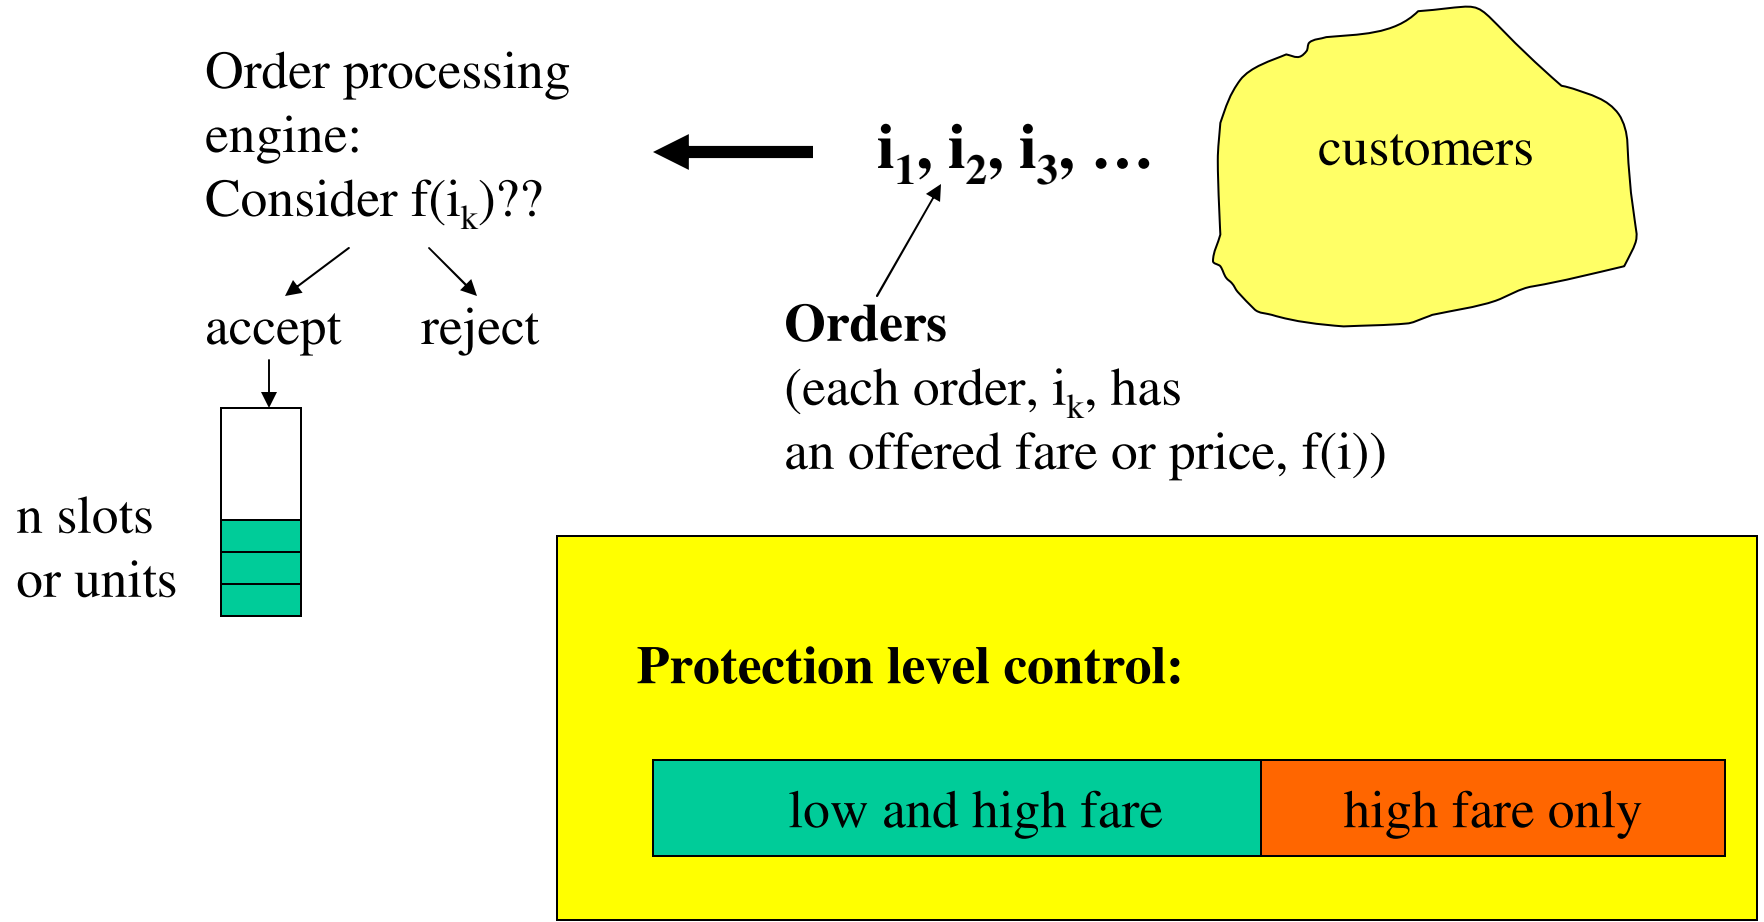 Order processing
engine:
Consider f(iₖ)??
accept
reject
n slots
or units
i₁, i₂, i₃, …
customers
Orders
(each order, iₖ, has
an offered fare or price, f(i))
Protection level control:
low and high fare
high fare only